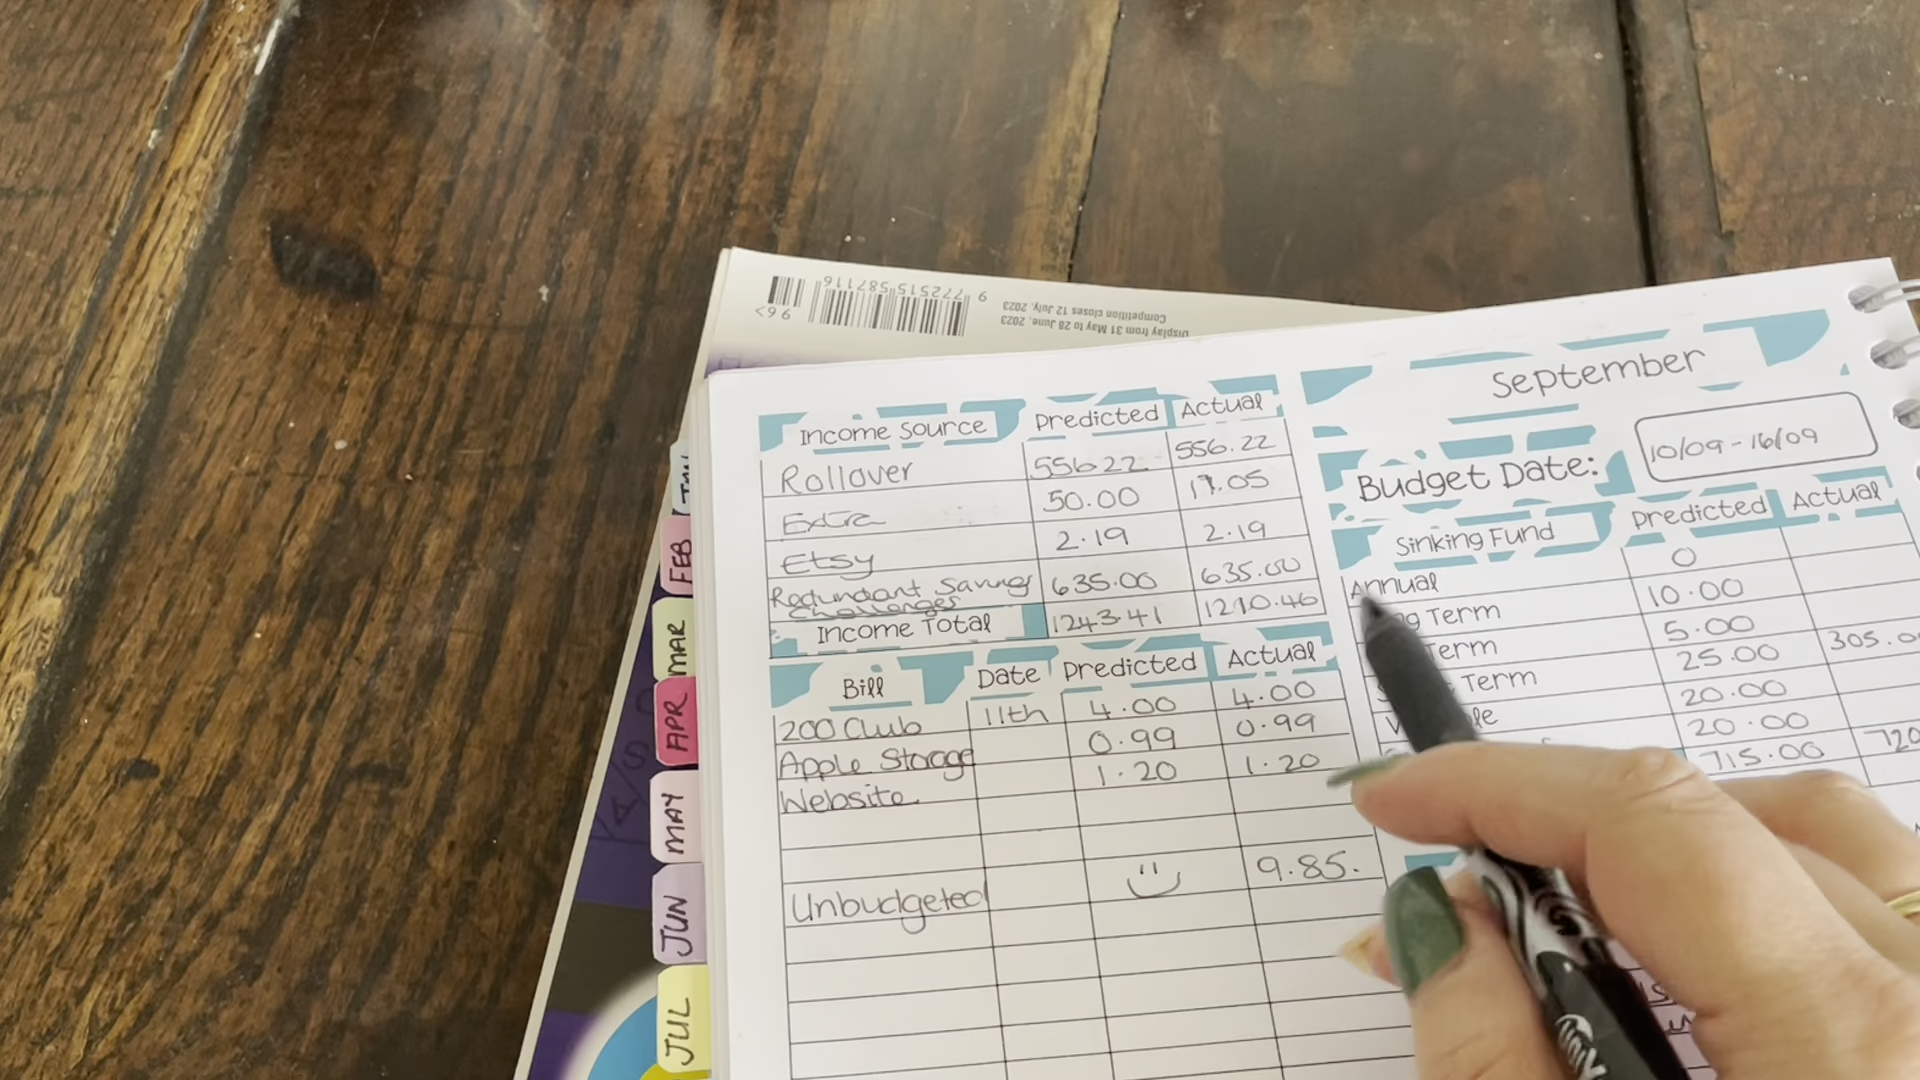 9 772515 587116
96>
Display from 31 May to 28 June, 2023
Competition closes 12 July, 2023
FEB
MAR
APR
MAY
JUN
JUL
Income Source Predicted Actual
Rollover 556.22 556.22
Extra 50.00 17.05
Etsy 2.19 2.19
Redundant Savings Challenges 635.00 635.00
Income Total 1243.41 1210.46
Bill Date Predicted Actual
200 Club 11th 4.00 4.00
Apple Storage 0.99 0.99
Website 1.20 1.20
Unbudgeted 9.85.
September
Budget Date: 10/09-16/09
Sinking Fund Predicted Actual
Annual 0
Term 10.00
Term 5.00
Term 25.00 305.0
20.00
20.00
715.00 720